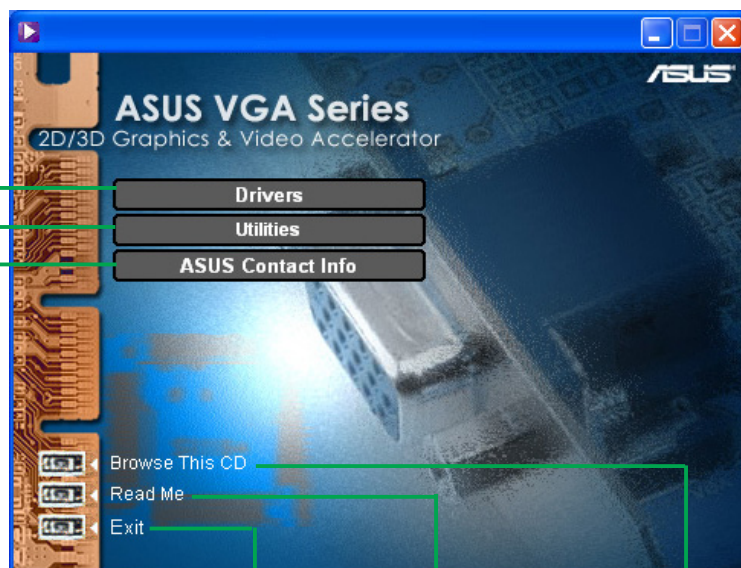 ASUS
ASUS VGA Series
2D/3D Graphics & Video Accelerator
Drivers
Utilities
ASUS Contact Info
Browse This CD
Read Me
Exit